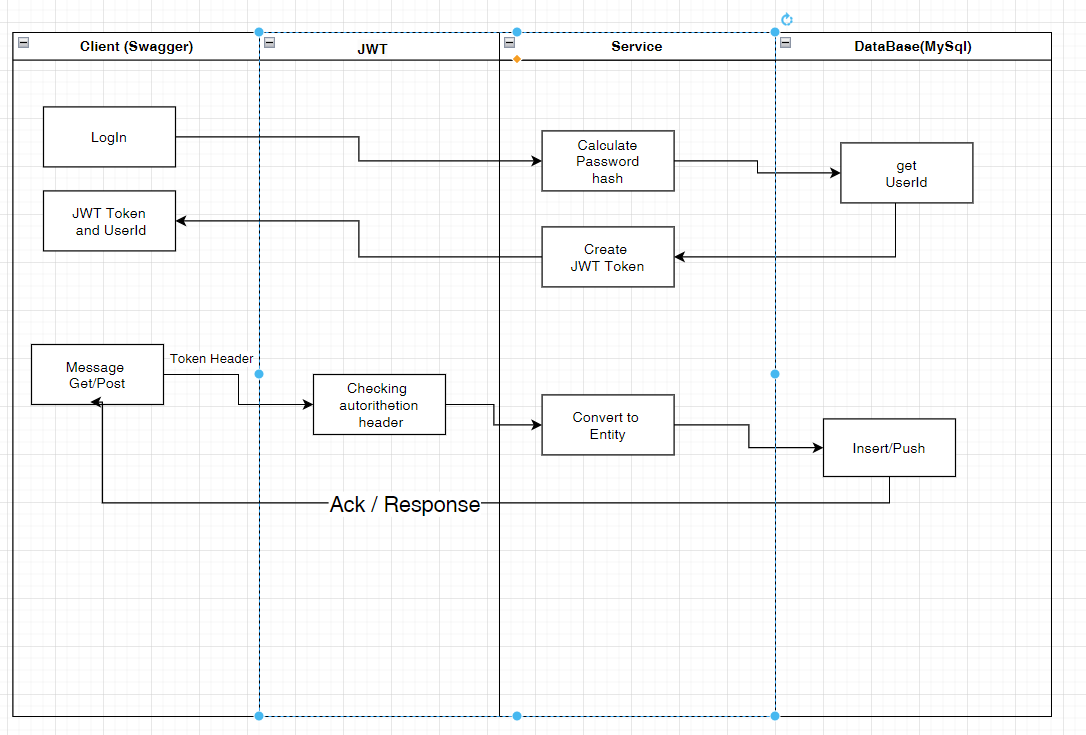 Client (Swagger)
JWT
Service
DataBase(MySql)
LogIn
Calculate
Password
hash
get
UserId
JWT Token
and UserId
Create
JWT Token
Message
Get/Post
Token Header
Checking
autorithetion
header
Convert to
Entity
Insert/Push
Ack / Response